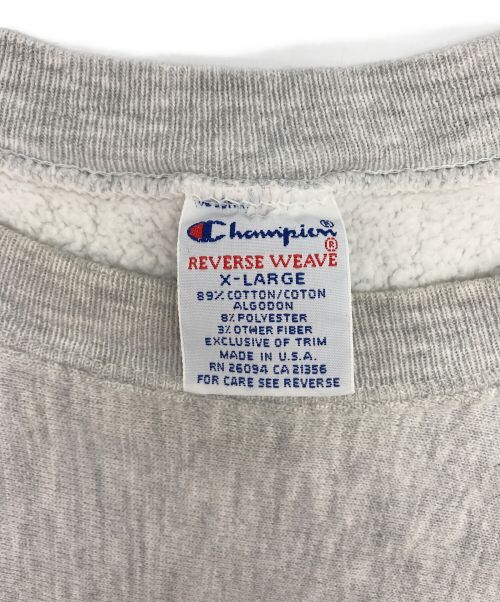 Champion®
REVERSE WEAVE ®
X-LARGE
89% COTTON/COTON
ALGODON
8% POLYESTER
3% OTHER FIBER
EXCLUSIVE OF TRIM
MADE IN U.S.A.
RN 26094 CA 21356
FOR CARE SEE REVERSE